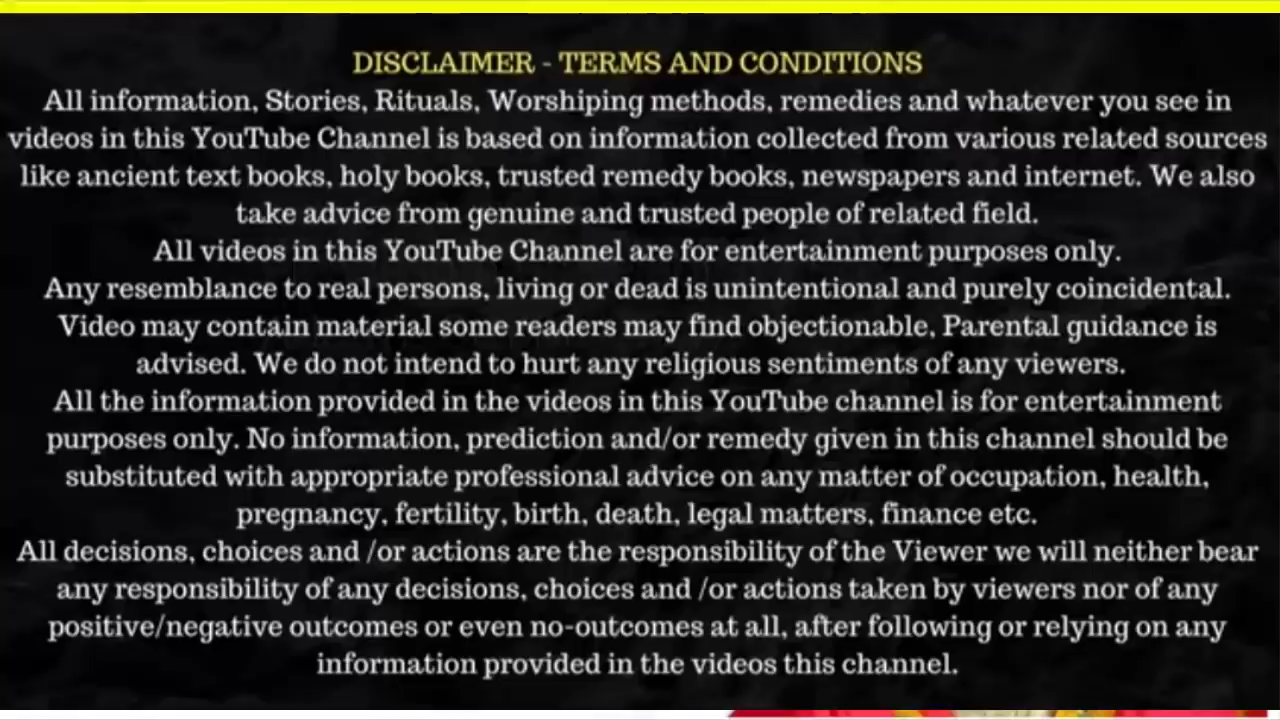 DISCLAIMER - TERMS AND CONDITIONS
All information, Stories, Rituals, Worshiping methods, remedies and whatever you see in
videos in this YouTube Channel is based on information collected from various related sources
like ancient text books, holy books, trusted remedy books, newspapers and internet. We also
take advice from genuine and trusted people of related field.
All videos in this YouTube Channel are for entertainment purposes only.
Any resemblance to real persons, living or dead is unintentional and purely coincidental.
Video may contain material some readers may find objectionable, Parental guidance is
advised. We do not intend to hurt any religious sentiments of any viewers.
All the information provided in the videos in this YouTube channel is for entertainment
purposes only. No information, prediction and/or remedy given in this channel should be
substituted with appropriate professional advice on any matter of occupation, health,
pregnancy, fertility, birth, death, legal matters, finance etc.
All decisions, choices and /or actions are the responsibility of the Viewer we will neither bear
any responsibility of any decisions, choices and /or actions taken by viewers nor of any
positive/negative outcomes or even no-outcomes at all, after following or relying on any
information provided in the videos this channel.